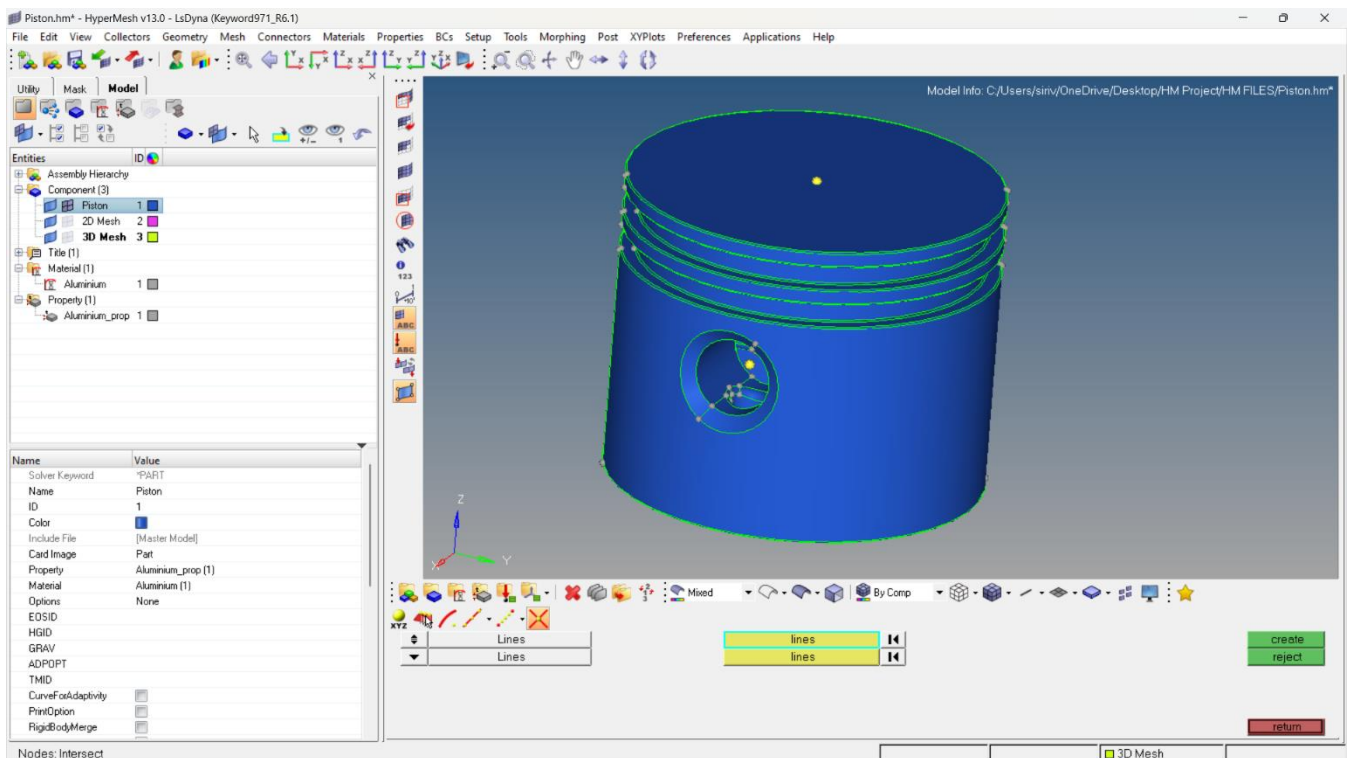 Piston.hm* - HyperMesh v13.0 - LsDyna (Keyword971_R6.1)
File Edit View Collectors Geometry Mesh Connectors Materials Properties BCs Setup Tools Morphing Post XYPlots Preferences Applications Help
Utility Mask Model
Model Info: C:/Users/siriv/OneDrive/Desktop/HM Project/HM FILES/Piston.hm*
Entities ID
Assembly Hierarchy
Component (3)
Piston 1
2D Mesh 2
3D Mesh 3
Title (1)
Material (1)
Aluminium 1
Property (1)
Aluminium_prop 1
123
ABC
ABC
Name Value
Solver Keyword *PART
Name Piston
ID 1
Color
Include File [Master Model]
Card Image Part
Property Aluminium_prop (1)
Material Aluminium (1)
Options None
EOSID
HGID
GRAV
ADPOPT
TMID
CurveForAdaptivity
PrintOption
RigidBodyMerge
Z
X Y
Mixed By Comp
XYZ
Lines lines create
Lines lines reject
return
Nodes: Intersect 3D Mesh